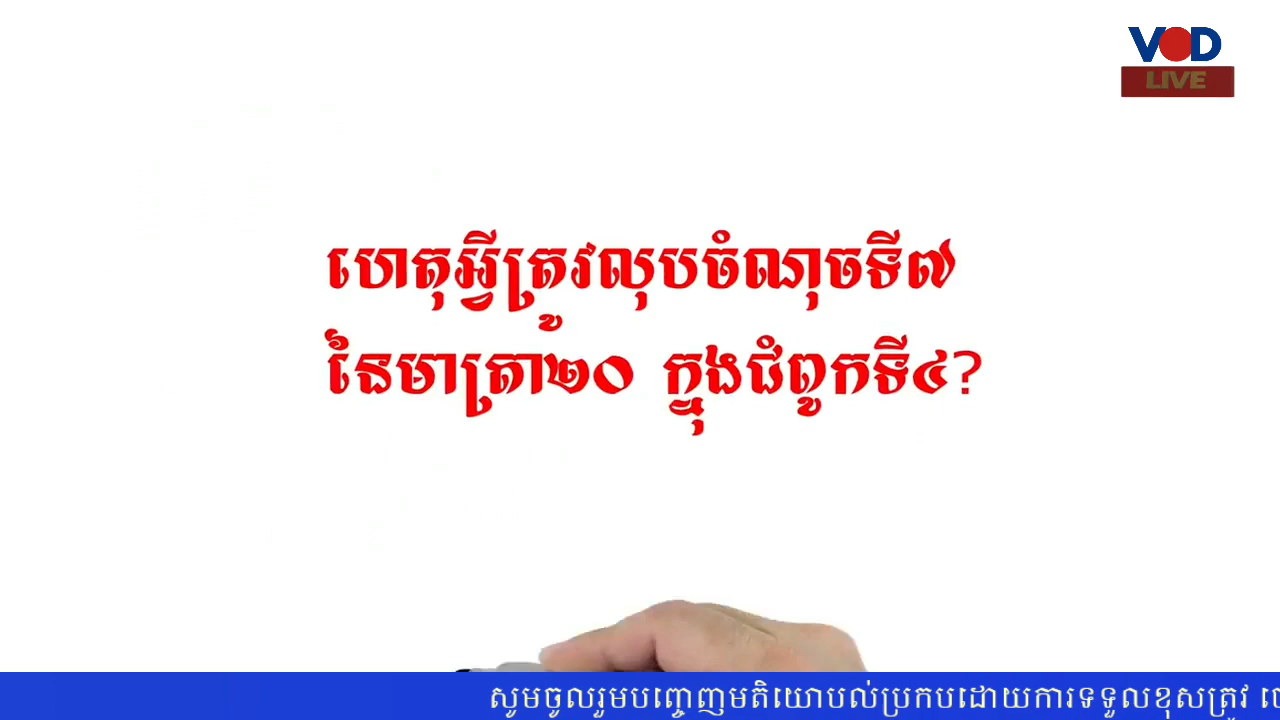 VOD
LIVE
ហេតុអ្វីត្រូវលុបចំណុចទី៧
នៃមាត្រា២០ ក្នុងជំពូកទី៤?
សូមចូលរួមបញ្ចេញមតិយោបល់ប្រកបដោយការទទួលខុសត្រូវ